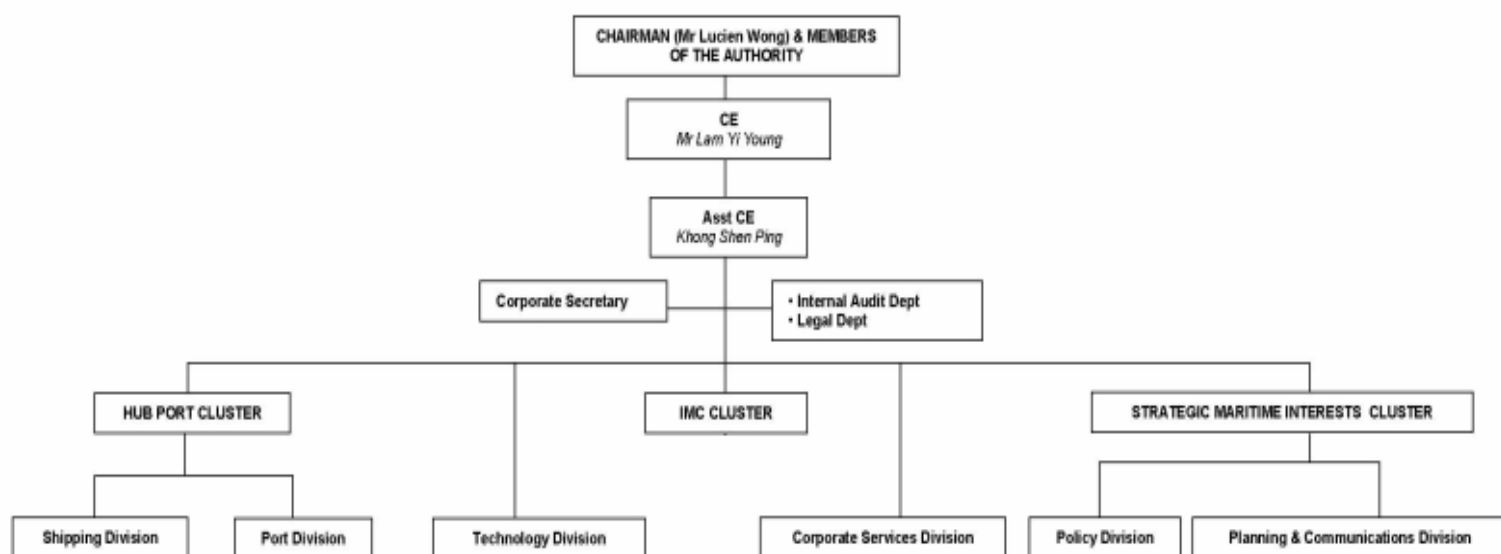 CHAIRMAN (Mr Lucien Wong) & MEMBERS
OF THE AUTHORITY
CE
Mr Lam Yi Young
Asst CE
Khong Shen Ping
Corporate Secretary
• Internal Audit Dept
• Legal Dept
HUB PORT CLUSTER
IMC CLUSTER
STRATEGIC MARITIME INTERESTS CLUSTER
Shipping Division
Port Division
Technology Division
Corporate Services Division
Policy Division
Planning & Communications Division